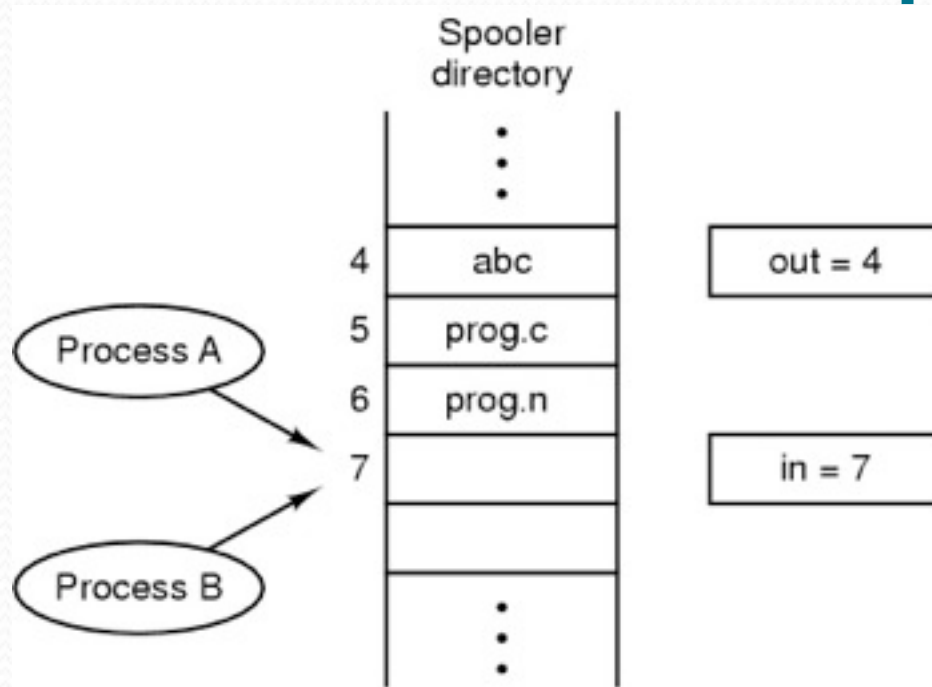 Spooler
directory
4 abc out = 4
Process A
5 prog.c
6 prog.n
7 in = 7
Process B